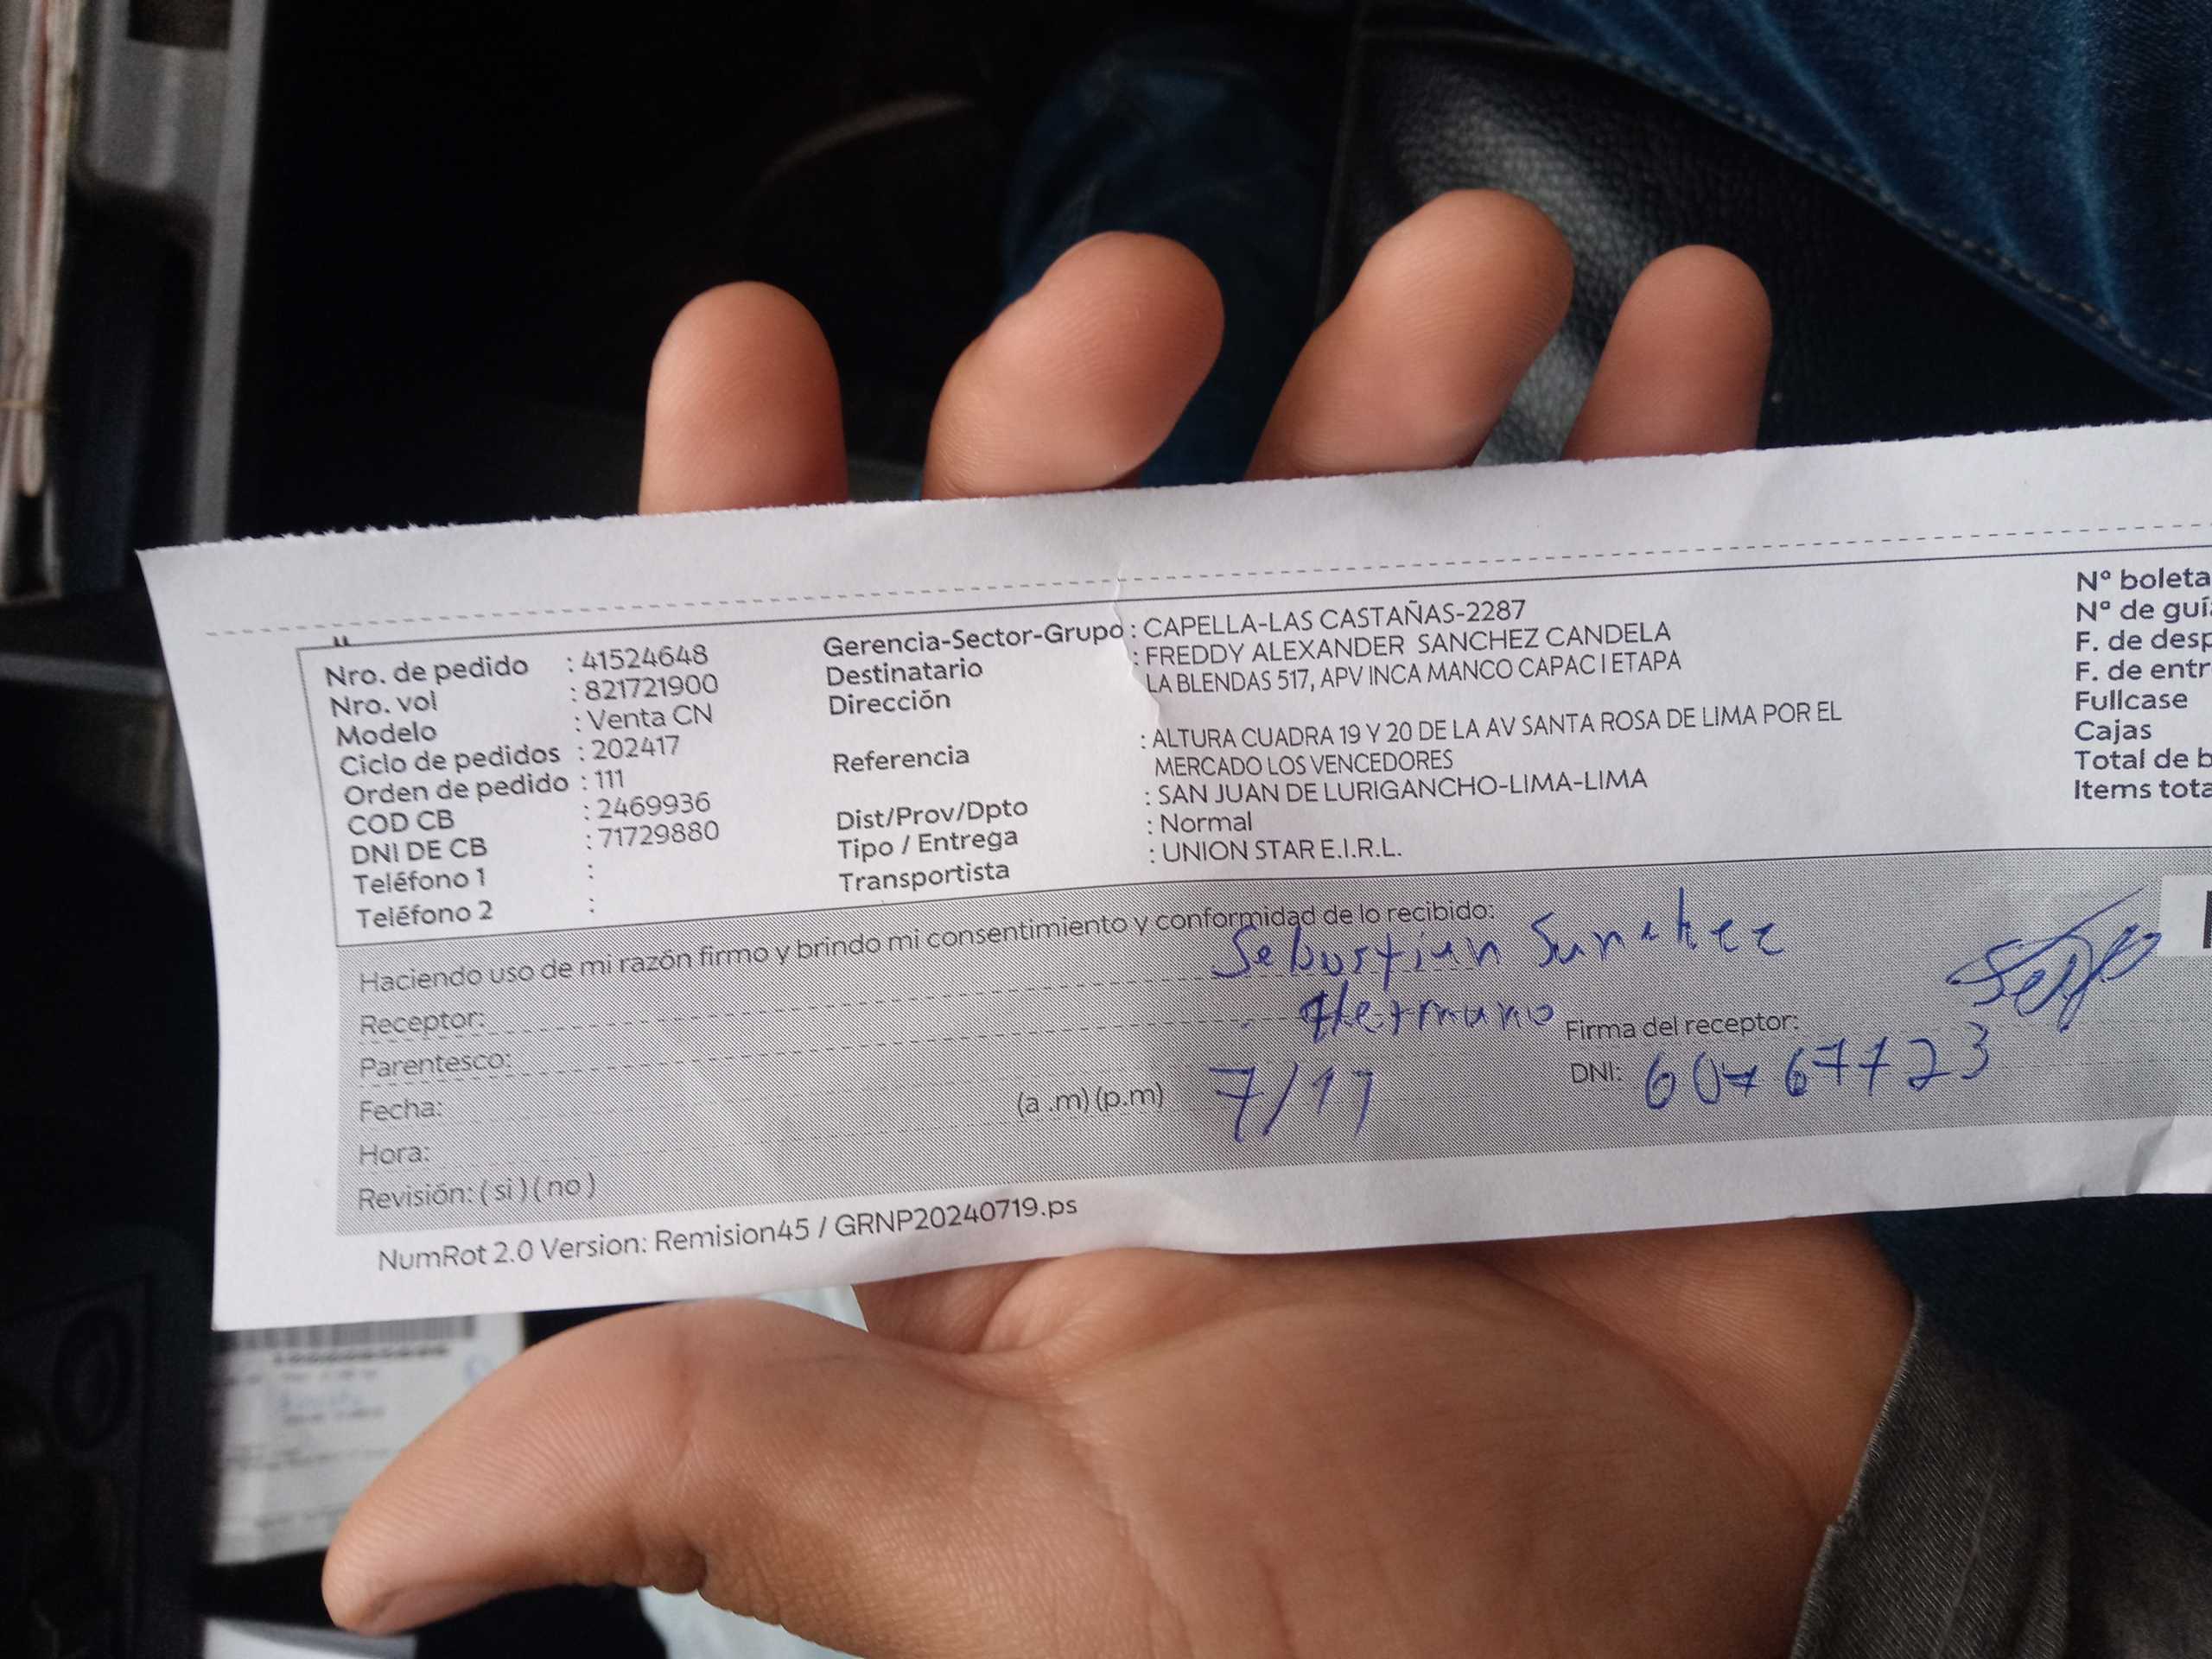 Nro. de pedido : 41524648
Nro. vol : 821721900
Modelo : Venta CN
Ciclo de pedidos : 202417
Orden de pedido : 111
COD CB : 2469936
DNI DE CB : 71729880
Teléfono 1 :
Teléfono 2 :
Gerencia-Sector-Grupo : CAPELLA-LAS CASTAÑAS-2287
Destinatario : FREDDY ALEXANDER SANCHEZ CANDELA
Dirección LA BLENDAS 517, APV INCA MANCO CAPAC I ETAPA
Referencia : ALTURA CUADRA 19 Y 20 DE LA AV SANTA ROSA DE LIMA POR EL
MERCADO LOS VENCEDORES
Dist/Prov/Dpto : SAN JUAN DE LURIGANCHO-LIMA-LIMA
Tipo / Entrega : Normal
Transportista : UNION STAR E.I.R.L.
Nº boleta
Nº de guí
F. de desp
F. de entr
Fullcase
Cajas
Total de b
Items tota
Haciendo uso de mi razón firmo y brindo mi consentimiento y conformidad de lo recibido:
Receptor: Sebastian Sanchez
Parentesco: Hermano
Firma del receptor:
Fecha: 7/11
DNI:
Hora: (a .m) (p.m)
Revisión: ( si ) ( no )
NumRot 2.0 Version: Remision45 / GRNP20240719.ps